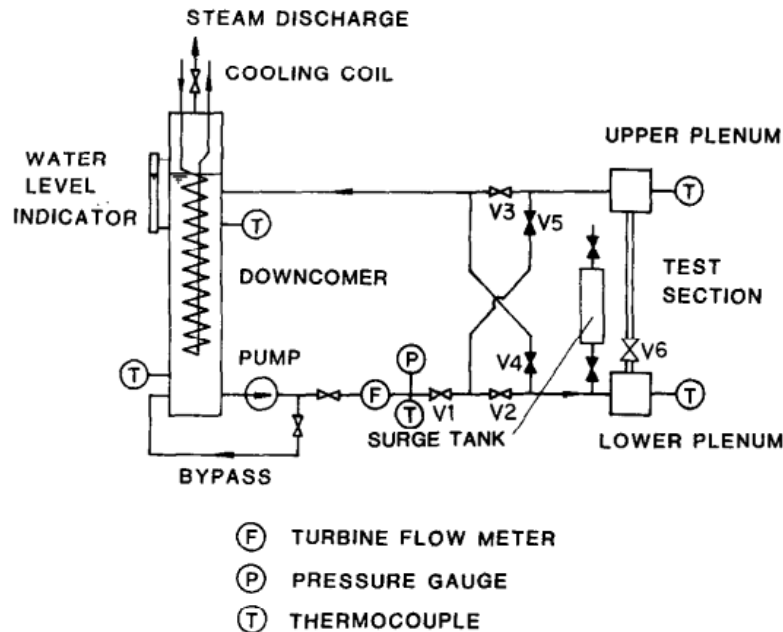 STEAM DISCHARGE
COOLING COIL
WATER
LEVEL
INDICATOR
UPPER PLENUM
T
V3
V5
T
DOWNCOMER
TEST
SECTION
T
PUMP
P
V4
V6
F
T
V1
V2
T
SURGE TANK
LOWER PLENUM
BYPASS
F TURBINE FLOW METER
P PRESSURE GAUGE
T THERMOCOUPLE